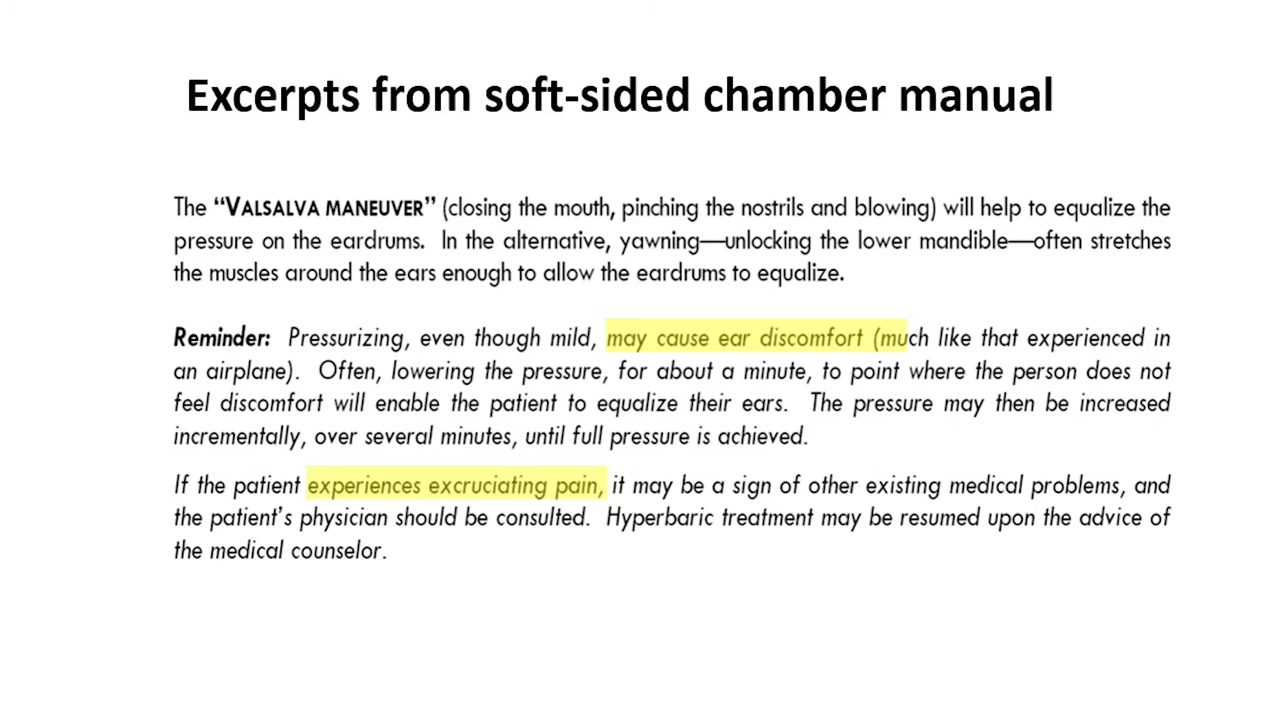 Excerpts from soft-sided chamber manual
The “VALSALVA MANEUVER” (closing the mouth, pinching the nostrils and blowing) will help to equalize the
pressure on the eardrums. In the alternative, yawning—unlocking the lower mandible—often stretches
the muscles around the ears enough to allow the eardrums to equalize.
Reminder: Pressurizing, even though mild, may cause ear discomfort (much like that experienced in
an airplane). Often, lowering the pressure, for about a minute, to point where the person does not
feel discomfort will enable the patient to equalize their ears. The pressure may then be increased
incrementally, over several minutes, until full pressure is achieved.
If the patient experiences excruciating pain, it may be a sign of other existing medical problems, and
the patient’s physician should be consulted. Hyperbaric treatment may be resumed upon the advice of
the medical counselor.